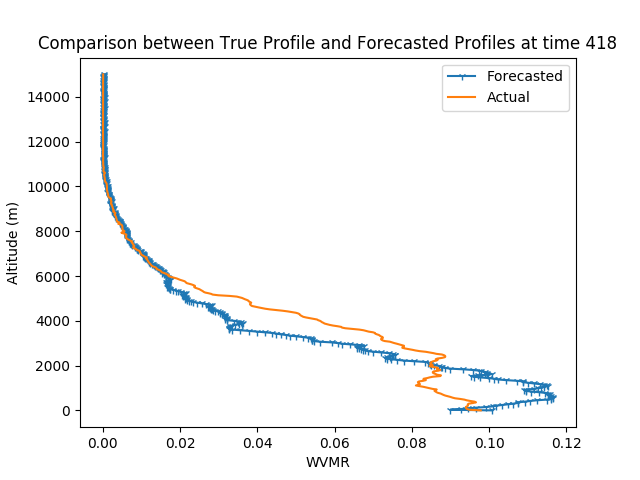 Comparison between True Profile and Forecasted Profiles at time 418
Forecasted
Actual
14000
12000
10000
8000
6000
4000
2000
0
Altitude (m)
0.00 0.02 0.04 0.06 0.08 0.10 0.12
WVMR